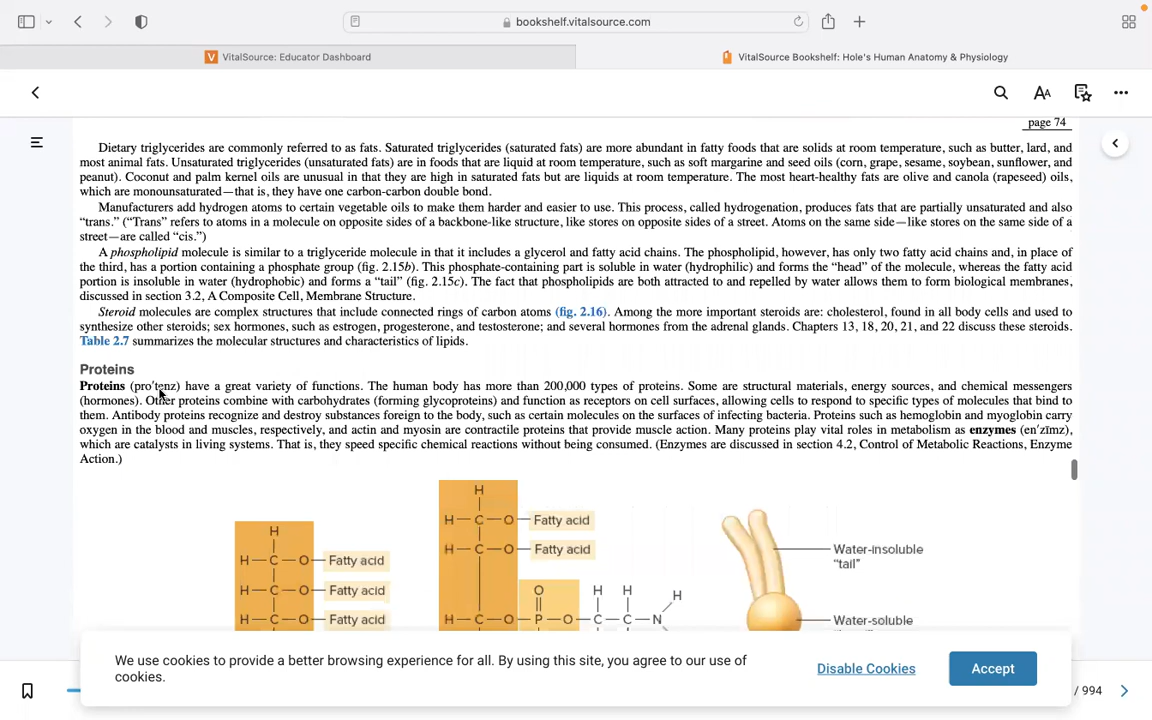 bookshelf.vitalsource.com
VitalSource: Educator Dashboard
VitalSource Bookshelf: Hole's Human Anatomy & Physiology
AA
page 74
Dietary triglycerides are commonly referred to as fats. Saturated triglycerides (saturated fats) are more abundant in fatty foods that are solids at room temperature, such as butter, lard, and
most animal fats. Unsaturated triglycerides (unsaturated fats) are in foods that are liquid at room temperature, such as soft margarine and seed oils (corn, grape, sesame, soybean, sunflower, and
peanut). Coconut and palm kernel oils are unusual in that they are high in saturated fats but are liquids at room temperature. The most heart-healthy fats are olive and canola (rapeseed) oils,
which are monounsaturated—that is, they have one carbon-carbon double bond.
Manufacturers add hydrogen atoms to certain vegetable oils to make them harder and easier to use. This process, called hydrogenation, produces fats that are partially unsaturated and also
“trans.” (“Trans” refers to atoms in a molecule on opposite sides of a backbone-like structure, like stores on opposite sides of a street. Atoms on the same side—like stores on the same side of a
street—are called “cis.”)
A phospholipid molecule is similar to a triglyceride molecule in that it includes a glycerol and fatty acid chains. The phospholipid, however, has only two fatty acid chains and, in place of
the third, has a portion containing a phosphate group (fig. 2.15b). This phosphate-containing part is soluble in water (hydrophilic) and forms the “head” of the molecule, whereas the fatty acid
portion is insoluble in water (hydrophobic) and forms a “tail” (fig. 2.15c). The fact that phospholipids are both attracted to and repelled by water allows them to form biological membranes,
discussed in section 3.2, A Composite Cell, Membrane Structure.
Steroid molecules are complex structures that include connected rings of carbon atoms (fig. 2.16). Among the more important steroids are: cholesterol, found in all body cells and used to
synthesize other steroids; sex hormones, such as estrogen, progesterone, and testosterone; and several hormones from the adrenal glands. Chapters 13, 18, 20, 21, and 22 discuss these steroids.
Table 2.7 summarizes the molecular structures and characteristics of lipids.
Proteins
Proteins (pro′tēnz) have a great variety of functions. The human body has more than 200,000 types of proteins. Some are structural materials, energy sources, and chemical messengers
(hormones). Other proteins combine with carbohydrates (forming glycoproteins) and function as receptors on cell surfaces, allowing cells to respond to specific types of molecules that bind to
them. Antibody proteins recognize and destroy substances foreign to the body, such as certain molecules on the surfaces of infecting bacteria. Proteins such as hemoglobin and myoglobin carry
oxygen in the blood and muscles, respectively, and actin and myosin are contractile proteins that provide muscle action. Many proteins play vital roles in metabolism as enzymes (en′zīmz),
which are catalysts in living systems. That is, they speed specific chemical reactions without being consumed. (Enzymes are discussed in section 4.2, Control of Metabolic Reactions, Enzyme
Action.)
H
H C O Fatty acid
H C O Fatty acid
H C O Fatty acid
H
H C O Fatty acid
H C O Fatty acid
O H H H
H C O P O C C N
Water-insoluble
“tail”
Water-soluble
We use cookies to provide a better browsing experience for all. By using this site, you agree to our use of
cookies.
Disable Cookies
Accept
/ 994